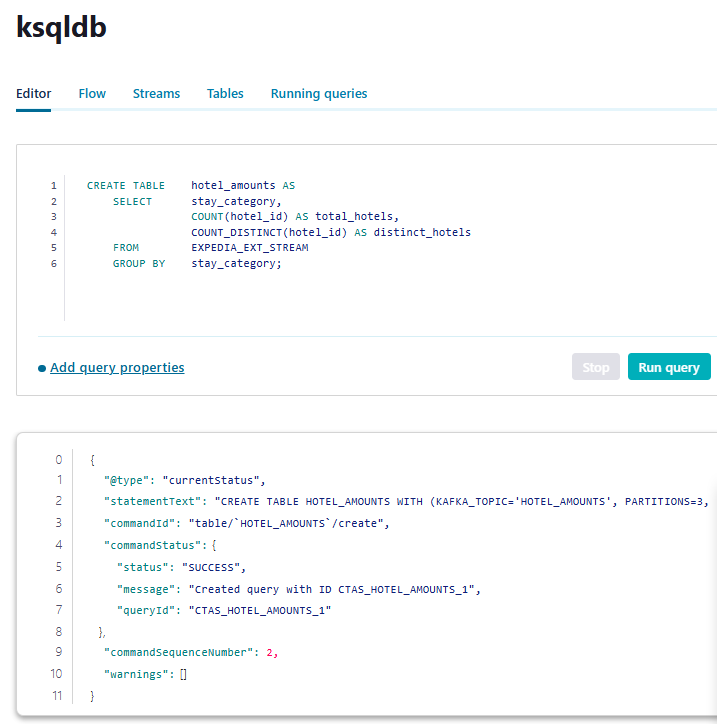 ksqldb
Editor Flow Streams Tables Running queries
1 CREATE TABLE hotel_amounts AS
2 SELECT stay_category,
3 COUNT(hotel_id) AS total_hotels,
4 COUNT_DISTINCT(hotel_id) AS distinct_hotels
5 FROM EXPEDIA_EXT_STREAM
6 GROUP BY stay_category;
Add query properties Stop Run query
0 {
1 "@type": "currentStatus",
2 "statementText": "CREATE TABLE HOTEL_AMOUNTS WITH (KAFKA_TOPIC='HOTEL_AMOUNTS', PARTITIONS=3,
3 "commandId": "table/`HOTEL_AMOUNTS`/create",
4 "commandStatus": {
5 "status": "SUCCESS",
6 "message": "Created query with ID CTAS_HOTEL_AMOUNTS_1",
7 "queryId": "CTAS_HOTEL_AMOUNTS_1"
8 },
9 "commandSequenceNumber": 2,
10 "warnings": []
11 }